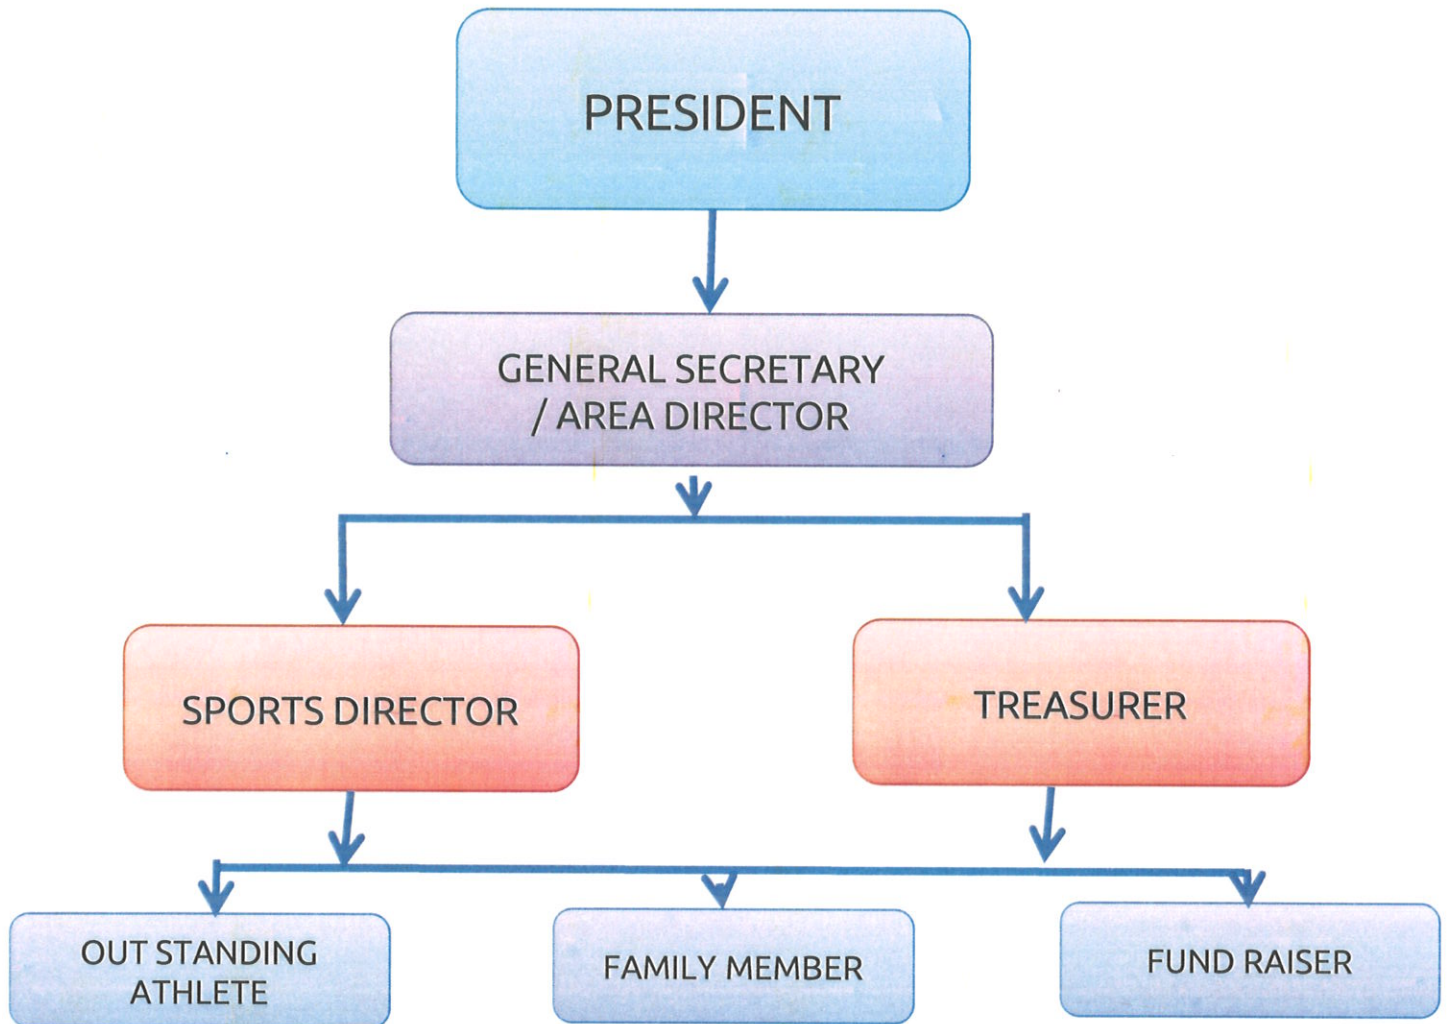 PRESIDENT
GENERAL SECRETARY
/ AREA DIRECTOR
SPORTS DIRECTOR
TREASURER
OUT STANDING
ATHLETE
FAMILY MEMBER
FUND RAISER